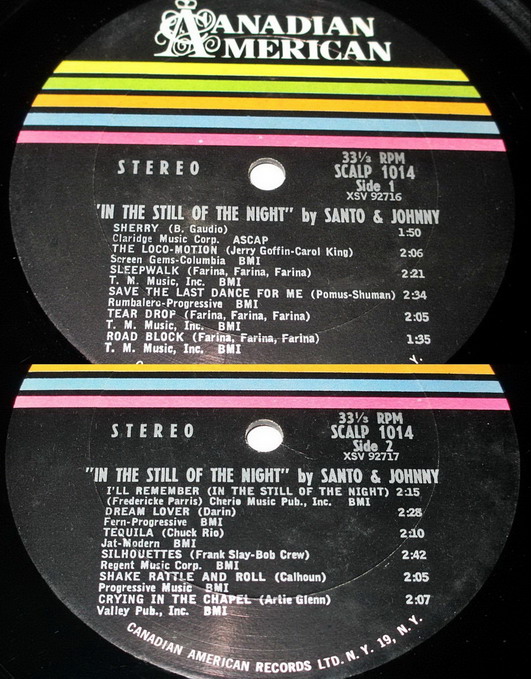 CANADIAN
AMERICAN
STEREO
33⅓ RPM
SCALP 1014
Side 1
XSV 92716
"IN THE STILL OF THE NIGHT" by SANTO & JOHNNY
SHERRY (B. Gaudio) 1:50
Claridge Music Corp. ASCAP
THE LOCO-MOTION (Jerry Goffin-Carol King) 2:06
Screen Gems-Columbia BMI
SLEEPWALK (Farina, Farina, Farina) 2:21
T. M. Music, Inc. BMI
SAVE THE LAST DANCE FOR ME (Pomus-Shuman) 2:34
Rumbalero-Progressive BMI
TEAR DROP (Farina, Farina, Farina) 2:05
T. M. Music, Inc. BMI
ROAD BLOCK (Farina, Farina, Farina) 1:35
T. M. Music, Inc. BMI
Y.
STEREO
33⅓ RPM
SCALP 1014
Side 2
XSV 92717
"IN THE STILL OF THE NIGHT" by SANTO & JOHNNY
I'LL REMEMBER (IN THE STILL OF THE NIGHT) 2:15
(Fredericke Parris) Cherio Music Pub., Inc. BMI
DREAM LOVER (Darin) 2:28
Fern-Progressive BMI
TEQUILA (Chuck Rio) 2:10
Jat-Modern BMI
SILHOUETTES (Frank Slay-Bob Crew) 2:42
Regent Music Corp. BMI
SHAKE RATTLE AND ROLL (Calhoun) 2:05
Progressive Music BMI
CRYING IN THE CHAPEL (Artie Glenn) 2:07
Valley Pub., Inc. BMI
CANADIAN AMERICAN RECORDS LTD. N. Y. 19, N. Y.